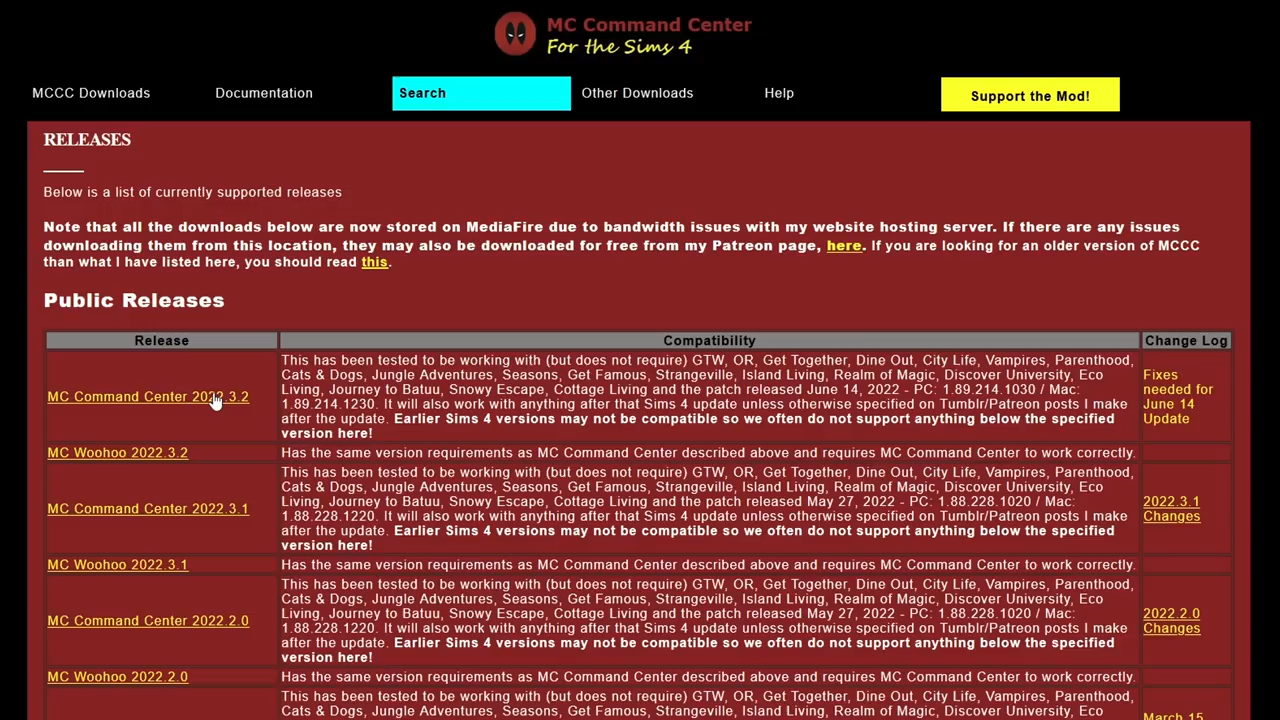 MC Command Center
For the Sims 4
MCCC Downloads
Documentation
Search
Other Downloads
Help
Support the Mod!
RELEASES
Below is a list of currently supported releases
Note that all the downloads below are now stored on MediaFire due to bandwidth issues with my website hosting server. If there are any issues
downloading them from this location, they may also be downloaded for free from my Patreon page, here. If you are looking for an older version of MCCC
than what I have listed here, you should read this.
Public Releases
Release
Compatibility
Change Log
MC Command Center 2022.3.2
This has been tested to be working with (but does not require) GTW, OR, Get Together, Dine Out, City Life, Vampires, Parenthood,
Cats & Dogs, Jungle Adventures, Seasons, Get Famous, Strangeville, Island Living, Realm of Magic, Discover University, Eco
Living, Journey to Batuu, Snowy Escape, Cottage Living and the patch released June 14, 2022 - PC: 1.89.214.1030 / Mac:
1.89.214.1230. It will also work with anything after that Sims 4 update unless otherwise specified on Tumblr/Patreon posts I make
after the update. Earlier Sims 4 versions may not be compatible so we often do not support anything below the specified
version here!
Fixes
needed for
June 14
Update
MC Woohoo 2022.3.2
Has the same version requirements as MC Command Center described above and requires MC Command Center to work correctly.
MC Command Center 2022.3.1
This has been tested to be working with (but does not require) GTW, OR, Get Together, Dine Out, City Life, Vampires, Parenthood,
Cats & Dogs, Jungle Adventures, Seasons, Get Famous, Strangeville, Island Living, Realm of Magic, Discover University, Eco
Living, Journey to Batuu, Snowy Escape, Cottage Living and the patch released May 27, 2022 - PC: 1.88.228.1020 / Mac:
1.88.228.1220. It will also work with anything after that Sims 4 update unless otherwise specified on Tumblr/Patreon posts I make
after the update. Earlier Sims 4 versions may not be compatible so we often do not support anything below the specified
version here!
2022.3.1
Changes
MC Woohoo 2022.3.1
Has the same version requirements as MC Command Center described above and requires MC Command Center to work correctly.
MC Command Center 2022.2.0
This has been tested to be working with (but does not require) GTW, OR, Get Together, Dine Out, City Life, Vampires, Parenthood,
Cats & Dogs, Jungle Adventures, Seasons, Get Famous, Strangeville, Island Living, Realm of Magic, Discover University, Eco
Living, Journey to Batuu, Snowy Escape, Cottage Living and the patch released May 27, 2022 - PC: 1.88.228.1020 / Mac:
1.88.228.1220. It will also work with anything after that Sims 4 update unless otherwise specified on Tumblr/Patreon posts I make
after the update. Earlier Sims 4 versions may not be compatible so we often do not support anything below the specified
version here!
2022.2.0
Changes
MC Woohoo 2022.2.0
Has the same version requirements as MC Command Center described above and requires MC Command Center to work correctly.
This has been tested to be working with (but does not require) GTW, OR, Get Together, Dine Out, City Life, Vampires, Parenthood,
Cats & Dogs, Jungle Adventures, Seasons, Get Famous, Strangeville, Island Living, Realm of Magic, Discover University, Eco
March 15